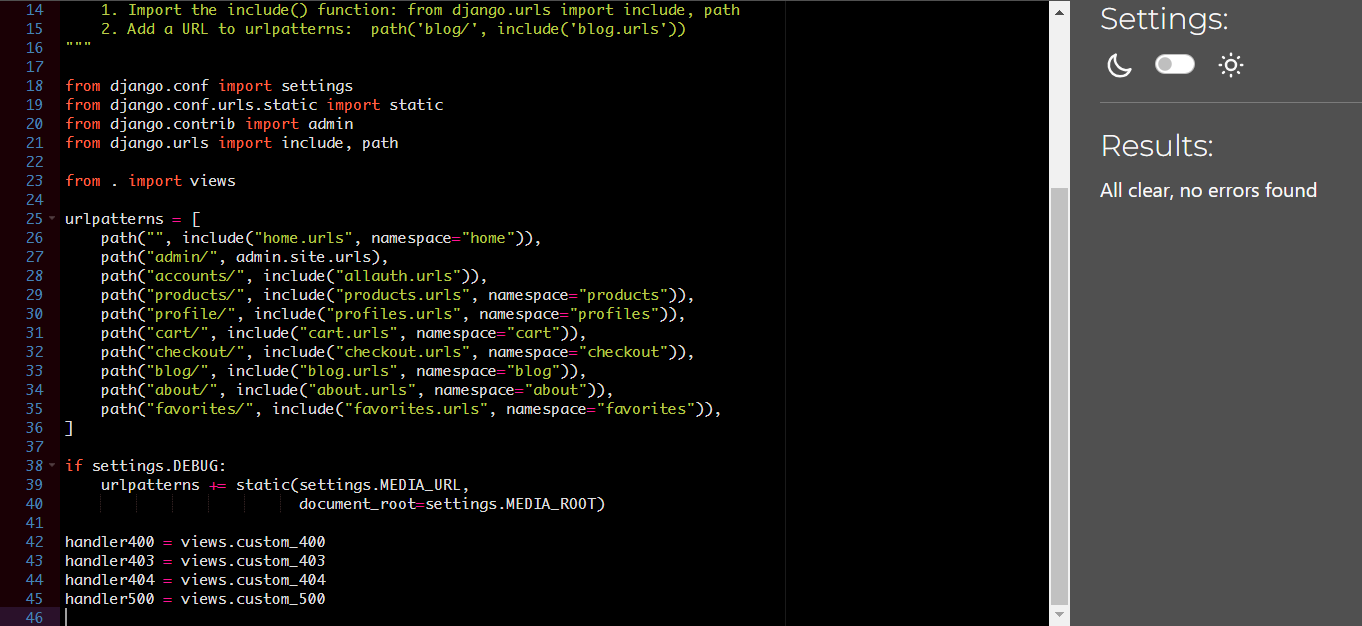 14     1. Import the include() function: from django.urls import include, path
15     2. Add a URL to urlpatterns:  path('blog/', include('blog.urls'))
16 """
17
18 from django.conf import settings
19 from django.conf.urls.static import static
20 from django.contrib import admin
21 from django.urls import include, path
22
23 from . import views
24
25 urlpatterns = [
26     path("", include("home.urls", namespace="home")),
27     path("admin/", admin.site.urls),
28     path("accounts/", include("allauth.urls")),
29     path("products/", include("products.urls", namespace="products")),
30     path("profile/", include("profiles.urls", namespace="profiles")),
31     path("cart/", include("cart.urls", namespace="cart")),
32     path("checkout/", include("checkout.urls", namespace="checkout")),
33     path("blog/", include("blog.urls", namespace="blog")),
34     path("about/", include("about.urls", namespace="about")),
35     path("favorites/", include("favorites.urls", namespace="favorites")),
36 ]
37
38 if settings.DEBUG:
39     urlpatterns += static(settings.MEDIA_URL,
40                           document_root=settings.MEDIA_ROOT)
41
42 handler400 = views.custom_400
43 handler403 = views.custom_403
44 handler404 = views.custom_404
45 handler500 = views.custom_500
46
Settings:
Results:
All clear, no errors found